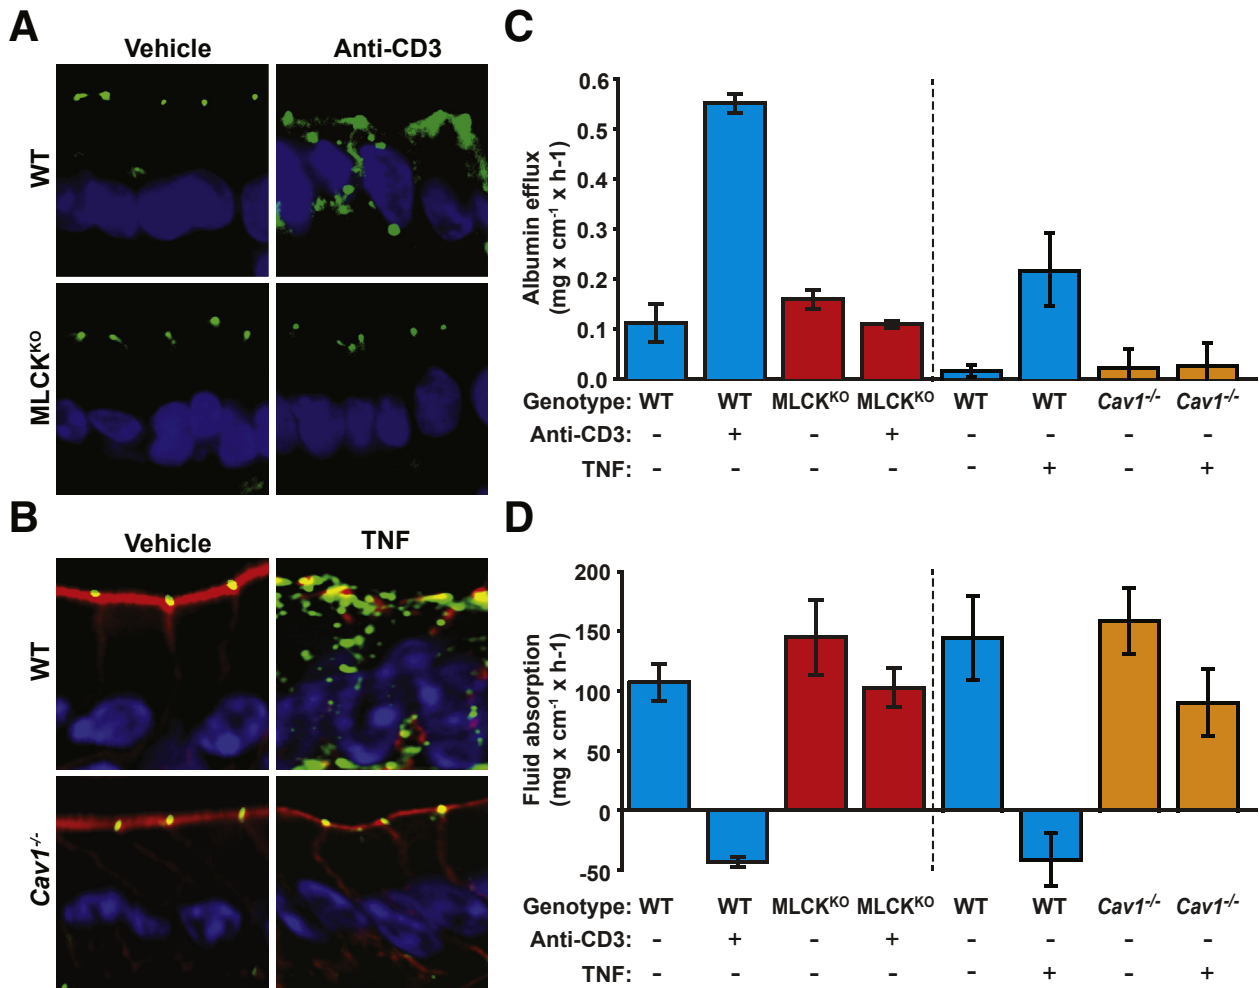 A
Vehicle Anti-CD3
WT
MLCKKO
B
Vehicle TNF
WT
Cav1-/-
C
Albumin efflux
(mg x cm-1 x h-1)
0.6
0.5
0.4
0.3
0.2
0.1
0.0
Genotype: WT WT MLCKKO MLCKKO WT WT Cav1-/- Cav1-/-
Anti-CD3: - + - + - - - -
TNF: - - - - - + - +
D
Fluid absorption
(mg x cm-1 x h-1)
200
150
100
50
0
-50
Genotype: WT WT MLCKKO MLCKKO WT WT Cav1-/- Cav1-/-
Anti-CD3: - + - + - - - -
TNF: - - - - - + - +